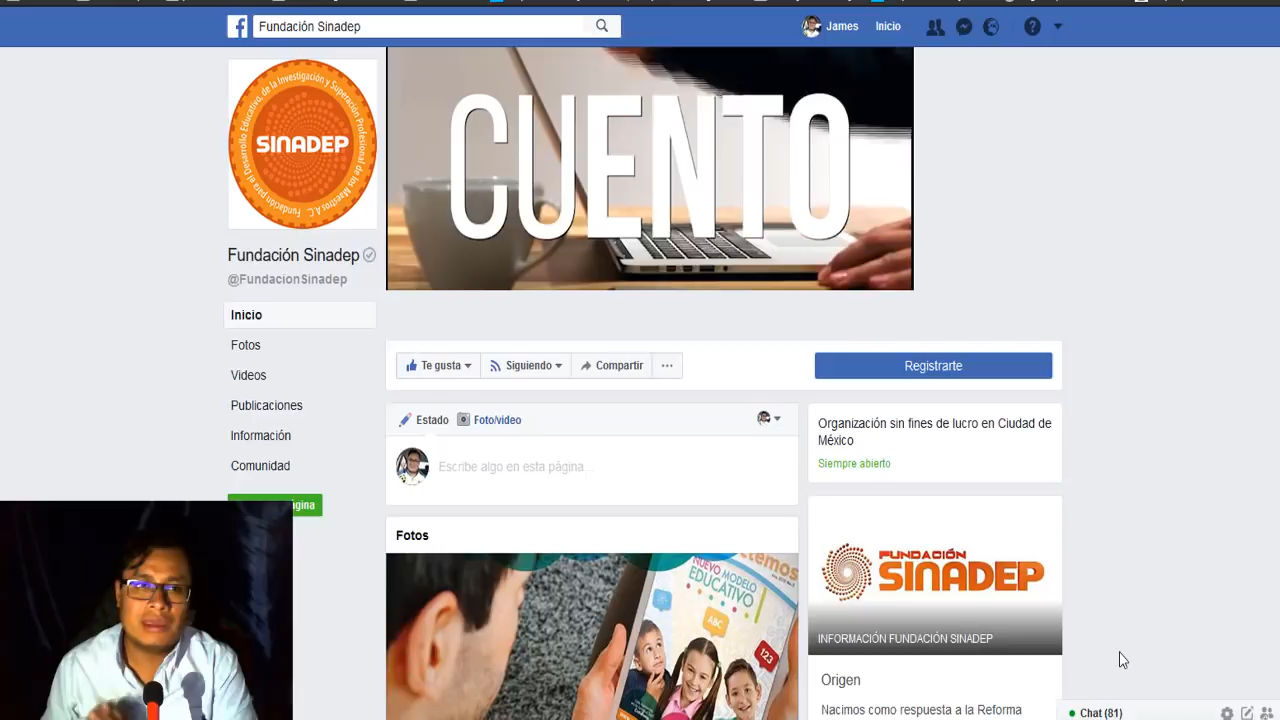 Fundación Sinadep
James
Inicio
Fundación para el Desarrollo Educativo, de la Investigación y Superación Profesional de los Maestros A.C.
SINADEP
CUENTO
Fundación Sinadep
@FundacionSinadep
Inicio
Fotos
Videos
Publicaciones
Información
Comunidad
ágina
Te gusta
Siguiendo
Compartir
Registrarte
Estado
Foto/video
Escribe algo en esta página...
Fotos
NUEVO MODELO
EDUCATIVO
ABC
123
Organización sin fines de lucro en Ciudad de
México
Siempre abierto
FUNDACIÓN
SINADEP
INFORMACIÓN FUNDACIÓN SINADEP
Origen
Nacimos como respuesta a la Reforma
Chat (81)